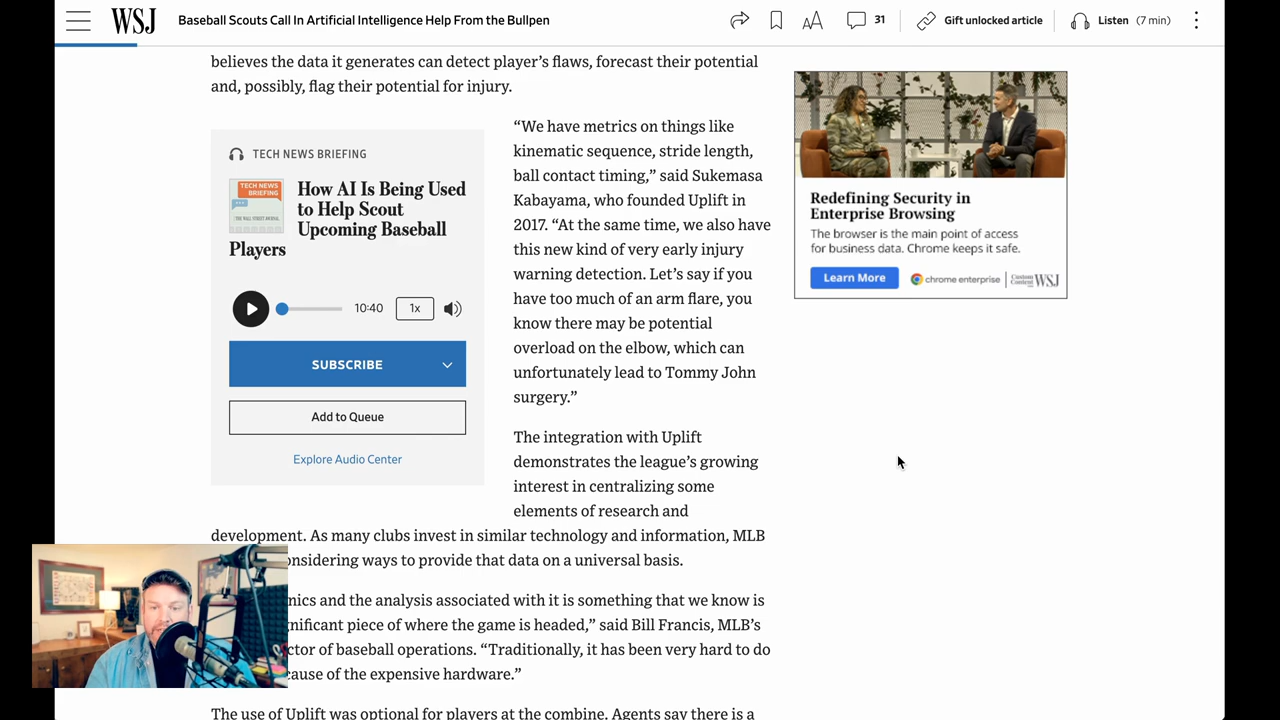 WSJ
Baseball Scouts Call In Artificial Intelligence Help From the Bullpen
AA
31
Gift unlocked article
Listen (7 min)
believes the data it generates can detect player’s flaws, forecast their potential
and, possibly, flag their potential for injury.
TECH NEWS BRIEFING
TECH NEWS
BRIEFING
THE WALL STREET JOURNAL
How AI Is Being Used
to Help Scout
Upcoming Baseball
Players
10:40
1x
SUBSCRIBE
Add to Queue
Explore Audio Center
“We have metrics on things like
kinematic sequence, stride length,
ball contact timing,” said Sukemasa
Kabayama, who founded Uplift in
2017. “At the same time, we also have
this new kind of very early injury
warning detection. Let’s say if you
have too much of an arm flare, you
know there may be potential
overload on the elbow, which can
unfortunately lead to Tommy John
surgery.”
The integration with Uplift
demonstrates the league’s growing
interest in centralizing some
elements of research and
development. As many clubs invest in similar technology and information, MLB
onsidering ways to provide that data on a universal basis.
nics and the analysis associated with it is something that we know is
gnificant piece of where the game is headed,” said Bill Francis, MLB’s
ctor of baseball operations. “Traditionally, it has been very hard to do
cause of the expensive hardware.”
The use of Uplift was optional for players at the combine. Agents say there is a
Redefining Security in
Enterprise Browsing
The browser is the main point of access
for business data. Chrome keeps it safe.
Learn More
chrome enterprise
Custom
Content
WSJ